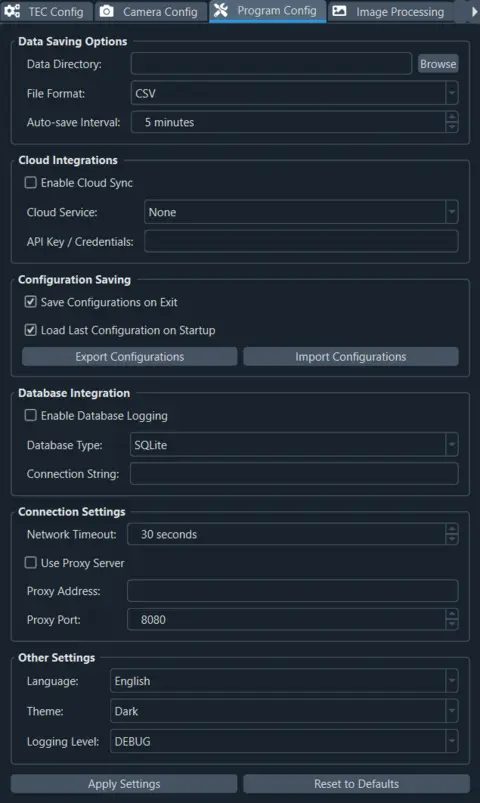 TEC Config Camera Config Program Config Image Processing
Data Saving Options
Data Directory: Browse
File Format: CSV
Auto-save Interval: 5 minutes
Cloud Integrations
Enable Cloud Sync
Cloud Service: None
API Key / Credentials:
Configuration Saving
Save Configurations on Exit
Load Last Configuration on Startup
Export Configurations Import Configurations
Database Integration
Enable Database Logging
Database Type: SQLite
Connection String:
Connection Settings
Network Timeout: 30 seconds
Use Proxy Server
Proxy Address:
Proxy Port: 8080
Other Settings
Language: English
Theme: Dark
Logging Level: DEBUG
Apply Settings Reset to Defaults